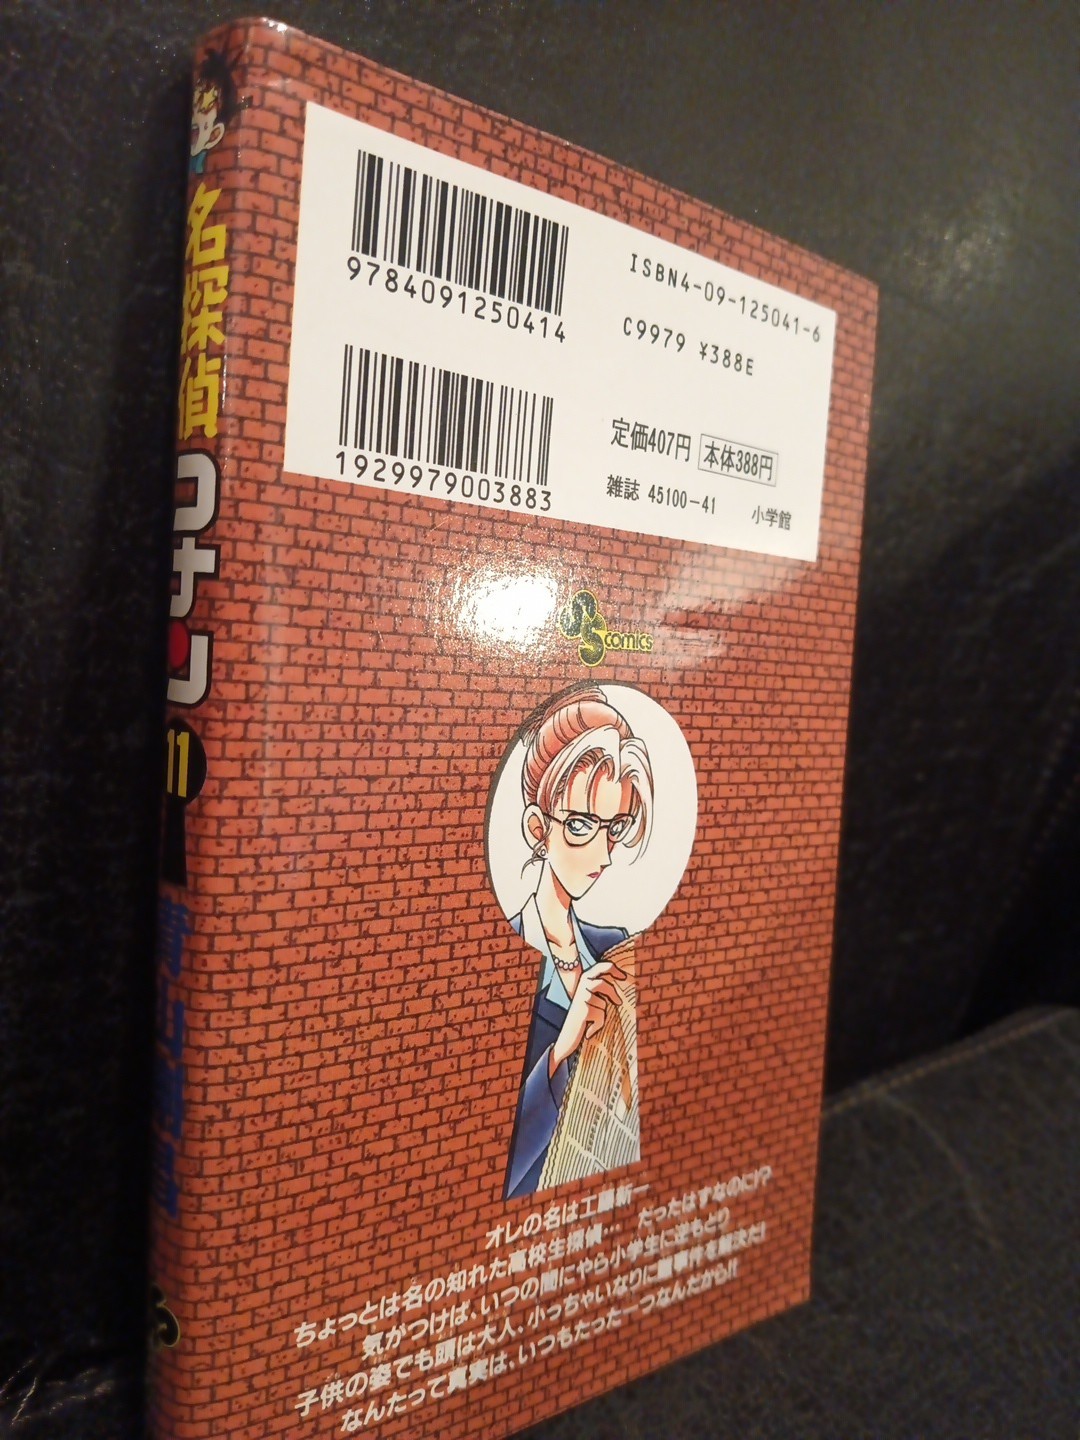 名探偵
コナン
11
青山剛昌
9784091250414
ISBN4-09-125041-6
C9979 ¥388E
1929979003883
定価407円 本体388円
雑誌 45100-41 小学館
SS comics
オレの名は工藤新一
ちょっとは名の知れた高校生探偵… だったはずなのに!?
気がつけば、いつの間にやら小学生に逆もどり
子供の姿でも頭は大人、小っちゃいなりに難事件を解決だ!
なんたって真実は、いつもたった一つなんだから!!